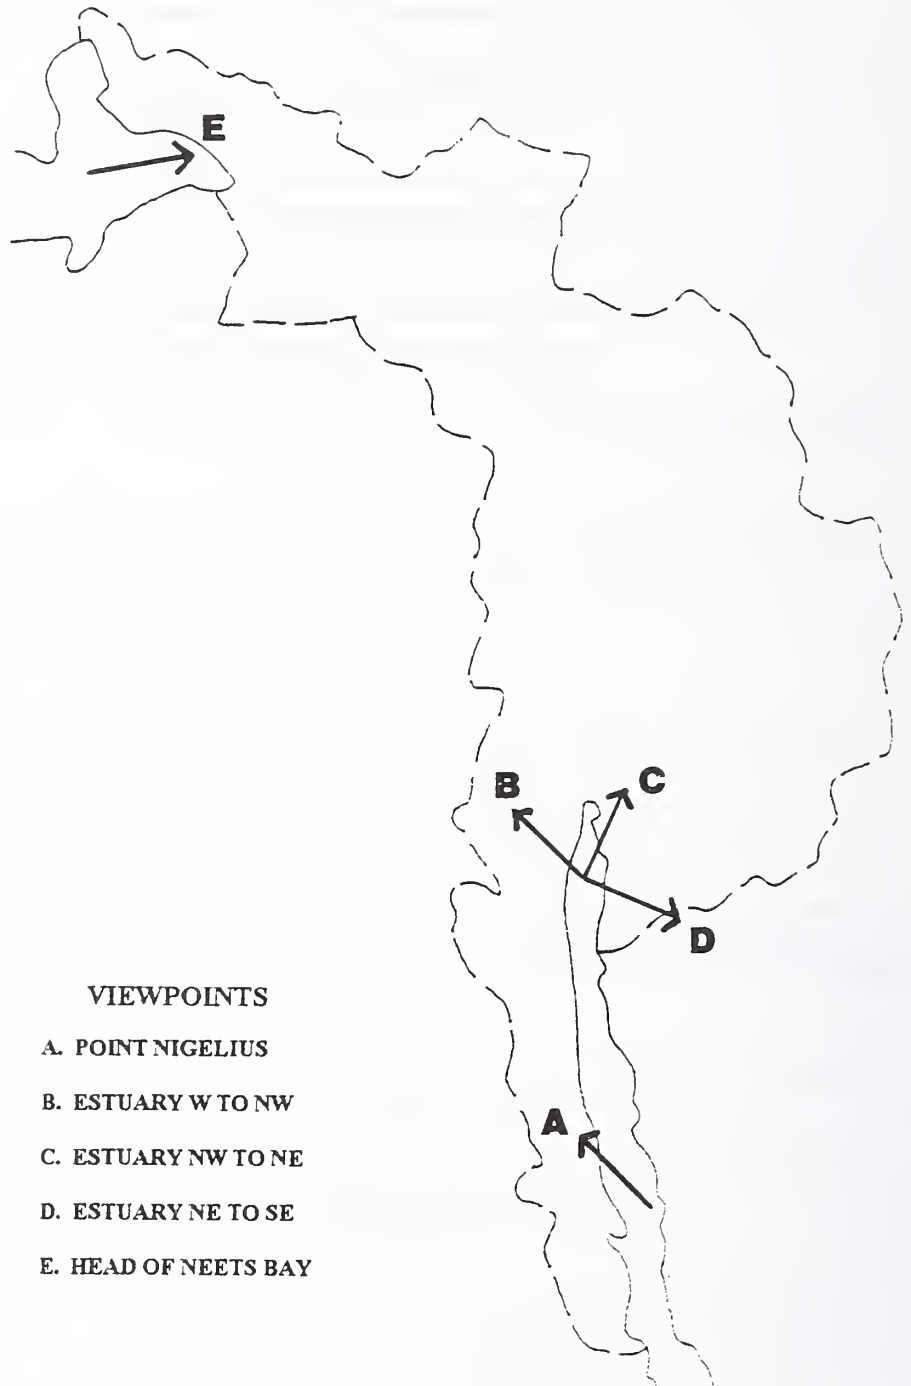 E
B
C
D
VIEWPOINTS
A. POINT NIGELIUS
B. ESTUARY W TO NW
A
C. ESTUARY NW TO NE
D. ESTUARY NE TO SE
E. HEAD OF NEETS BAY